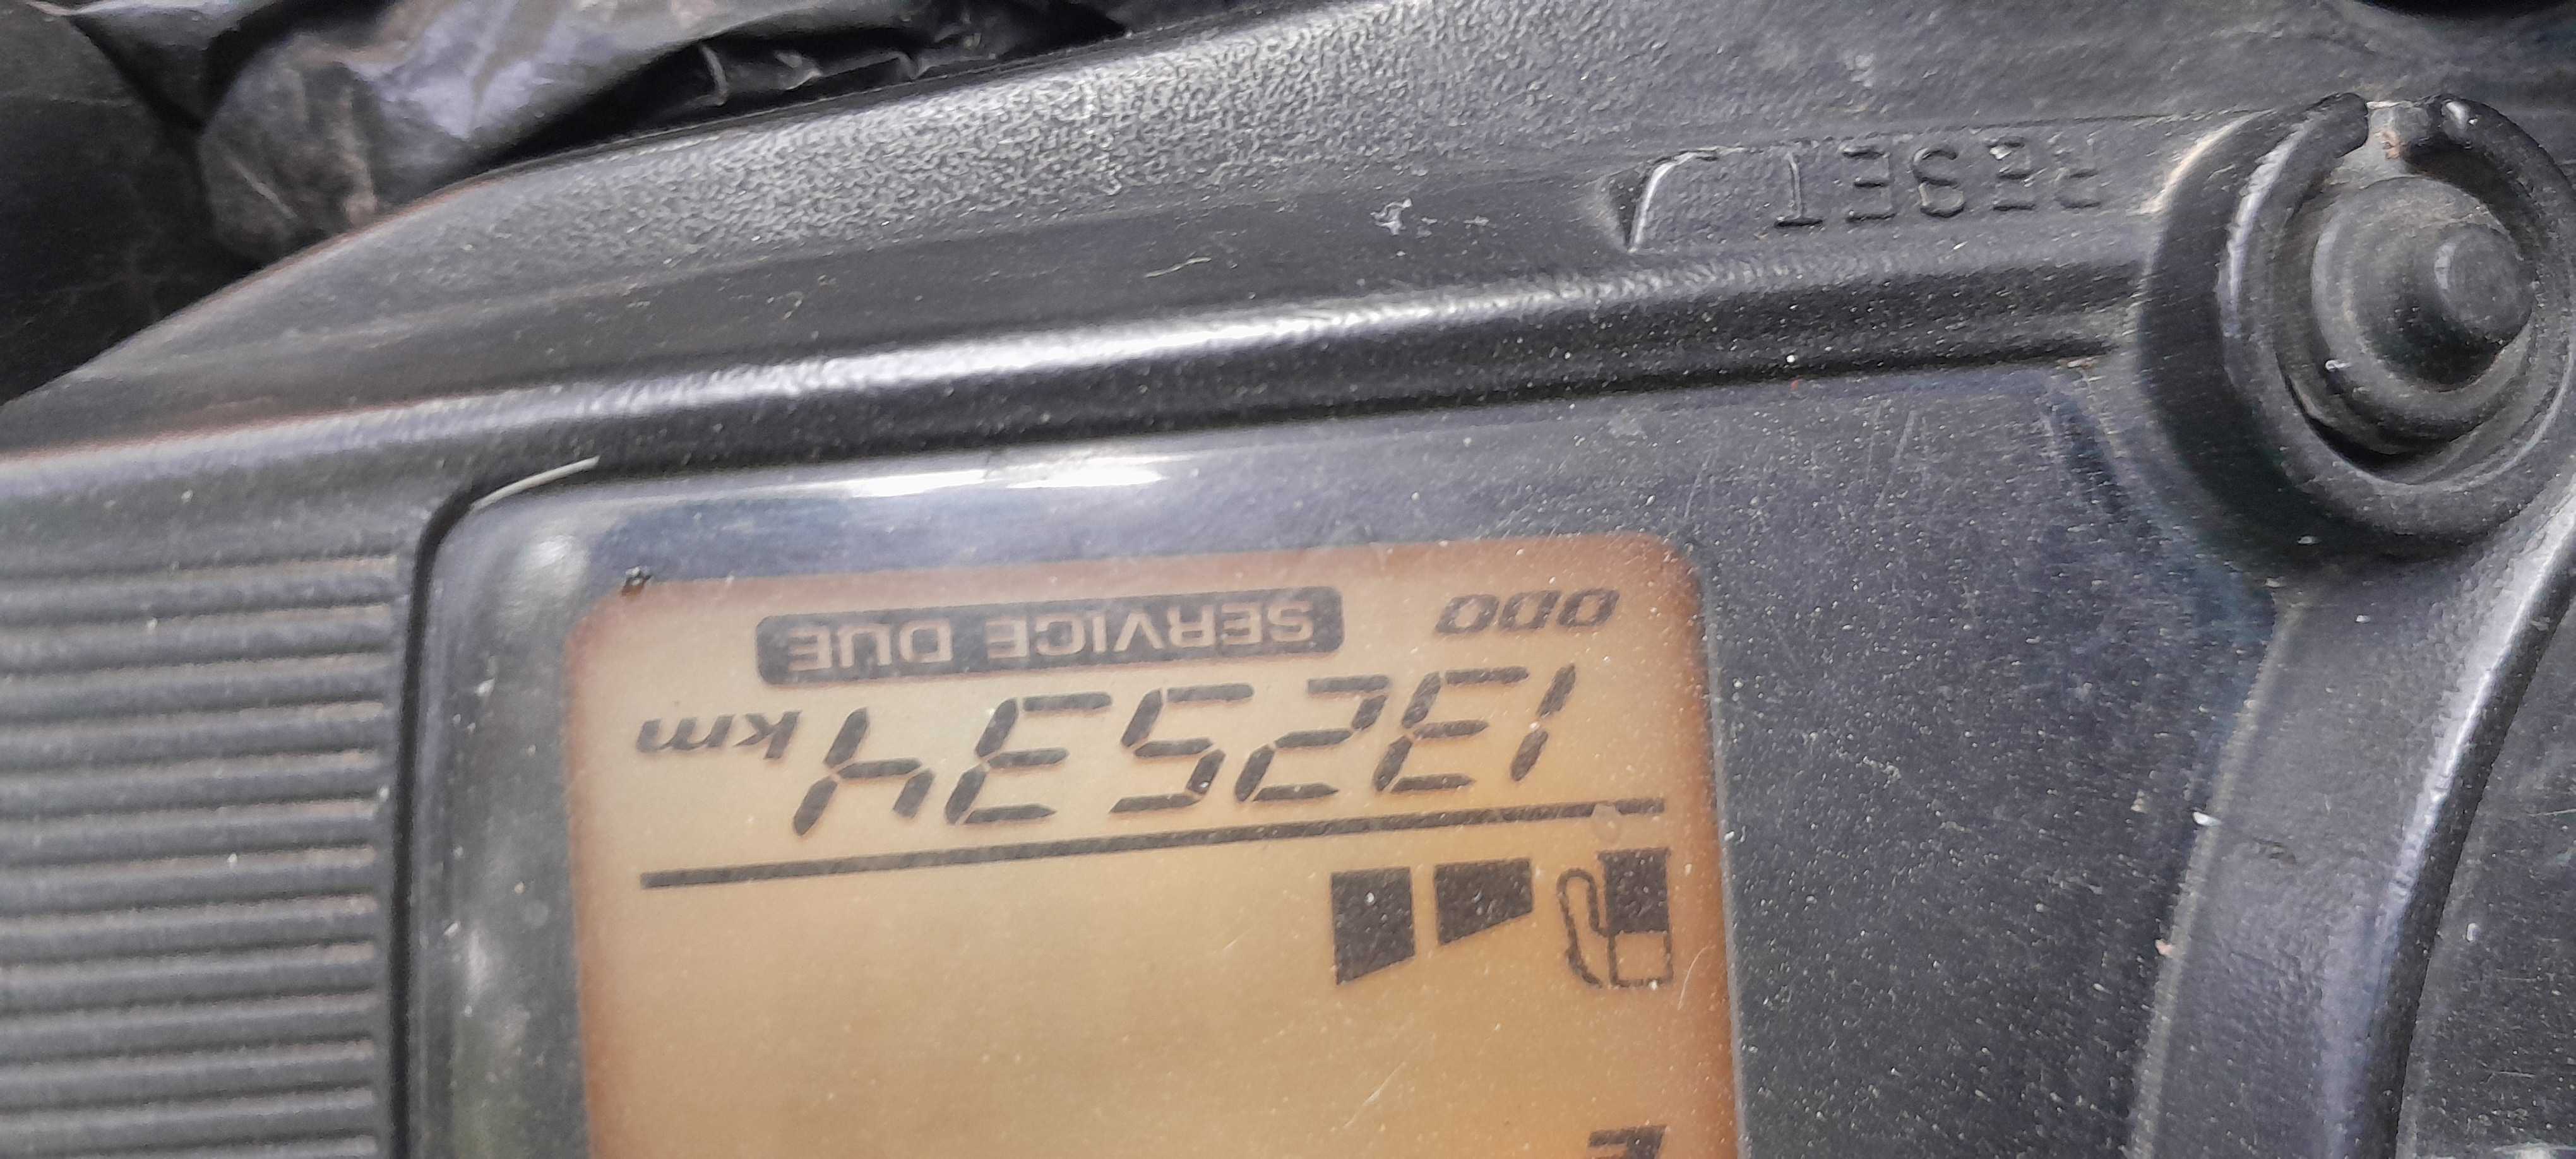 132534 km
ODO SERVICE DUE
RESET